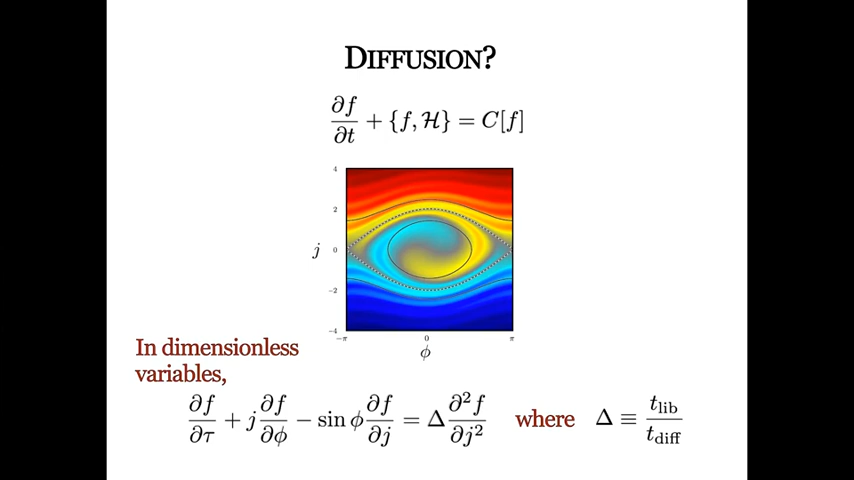 DIFFUSION?
∂f/∂t + {f, ℋ} = C[f]
4
2
j 0
−2
−4
−π 0 π
ϕ
In dimensionless
variables,
∂f/∂τ + j ∂f/∂ϕ − sin ϕ ∂f/∂j = Δ ∂²f/∂j² where Δ ≡ t_lib/t_diff